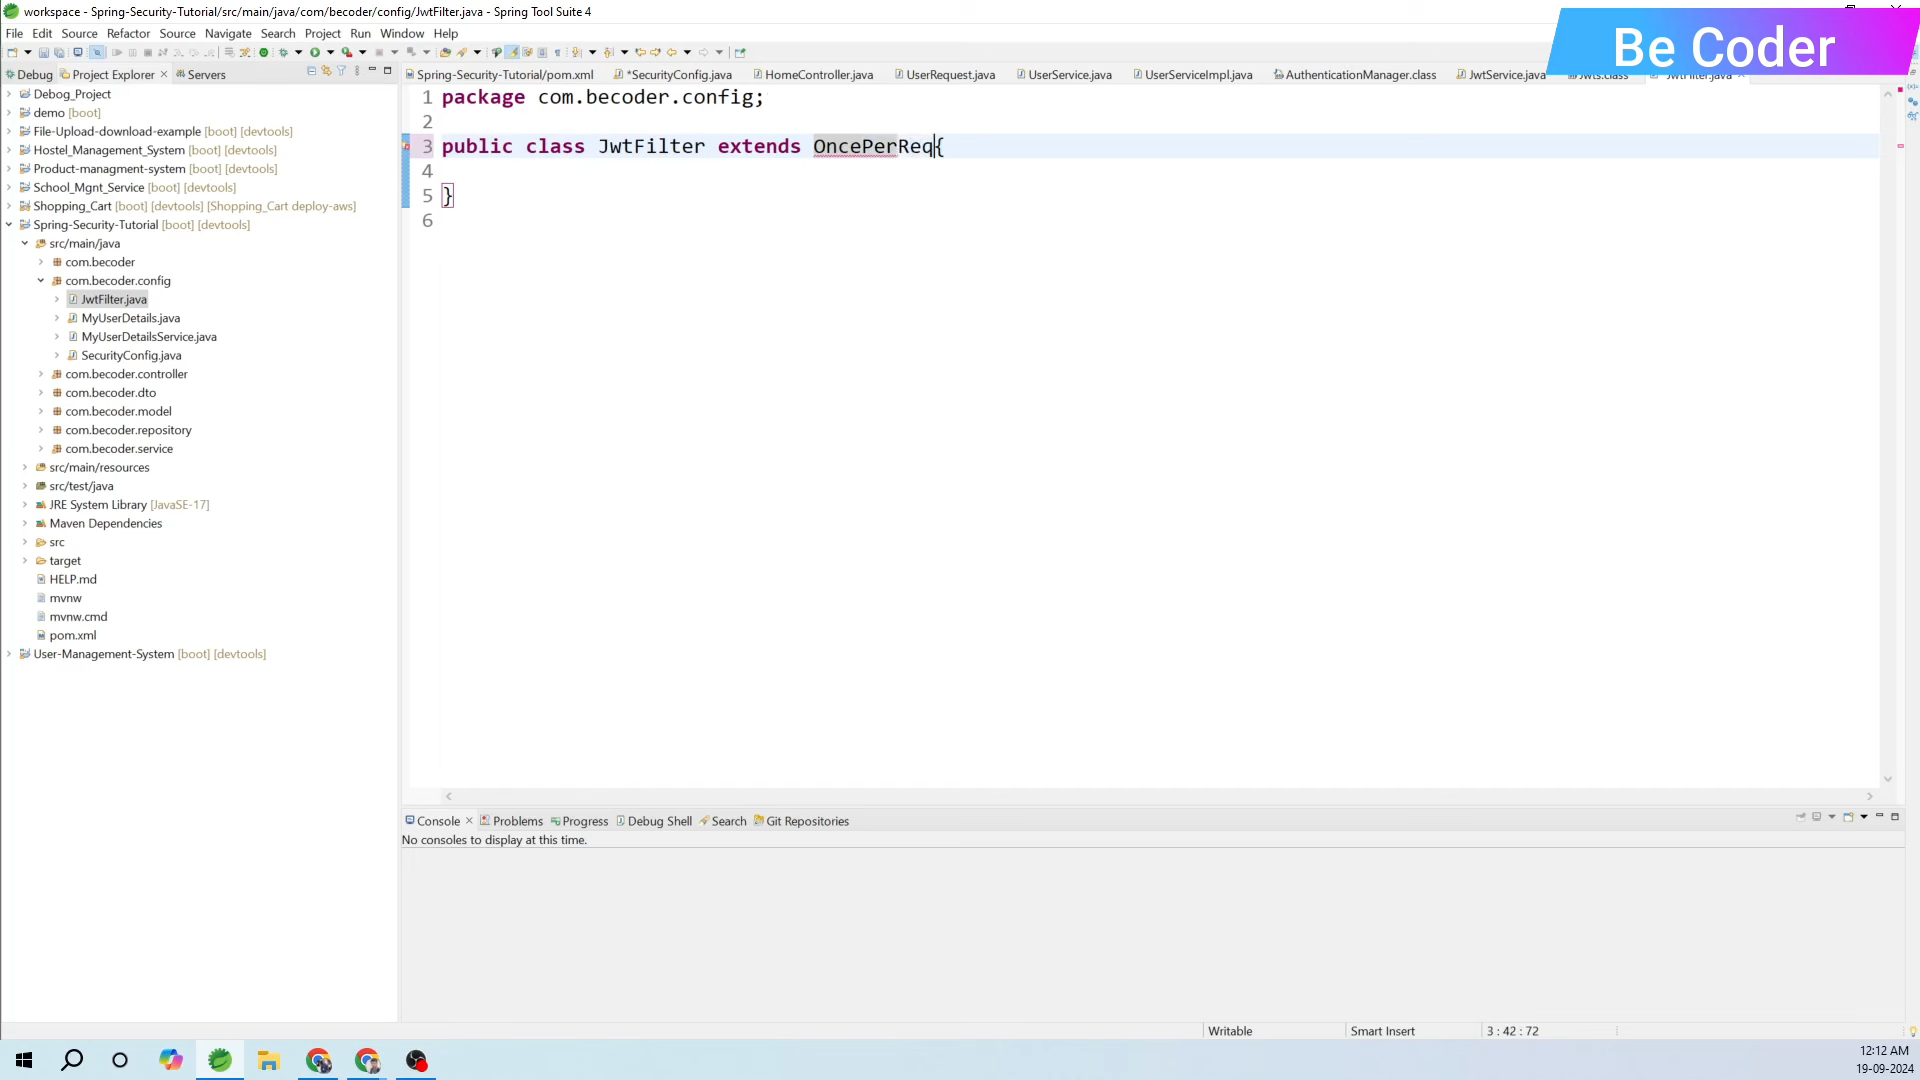 workspace - Spring-Security-Tutorial/src/main/java/com/becoder/config/JwtFilter.java - Spring Tool Suite 4
Be Coder
File Edit Source Refactor Source Navigate Search Project Run Window Help
Debug Project Explorer Servers
Spring-Security-Tutorial/pom.xml *SecurityConfig.java HomeController.java UserRequest.java UserService.java UserServiceImpl.java AuthenticationManager.class JwtService.java Jwts.class JwtFilter.java
Debog_Project
demo [boot]
File-Upload-download-example [boot] [devtools]
Hostel_Management_System [boot] [devtools]
Product-managment-system [boot] [devtools]
School_Mgnt_Service [boot] [devtools]
Shopping_Cart [boot] [devtools] [Shopping_Cart deploy-aws]
Spring-Security-Tutorial [boot] [devtools]
src/main/java
com.becoder
com.becoder.config
JwtFilter.java
MyUserDetails.java
MyUserDetailsService.java
SecurityConfig.java
com.becoder.controller
com.becoder.dto
com.becoder.model
com.becoder.repository
com.becoder.service
src/main/resources
src/test/java
JRE System Library [JavaSE-17]
Maven Dependencies
src
target
HELP.md
mvnw
mvnw.cmd
pom.xml
User-Management-System [boot] [devtools]
1 package com.becoder.config;
2
3 public class JwtFilter extends OncePerReq{
4
5 }
6
Console Problems Progress Debug Shell Search Git Repositories
No consoles to display at this time.
Writable Smart Insert 3 : 42 : 72
12:12 AM
19-09-2024